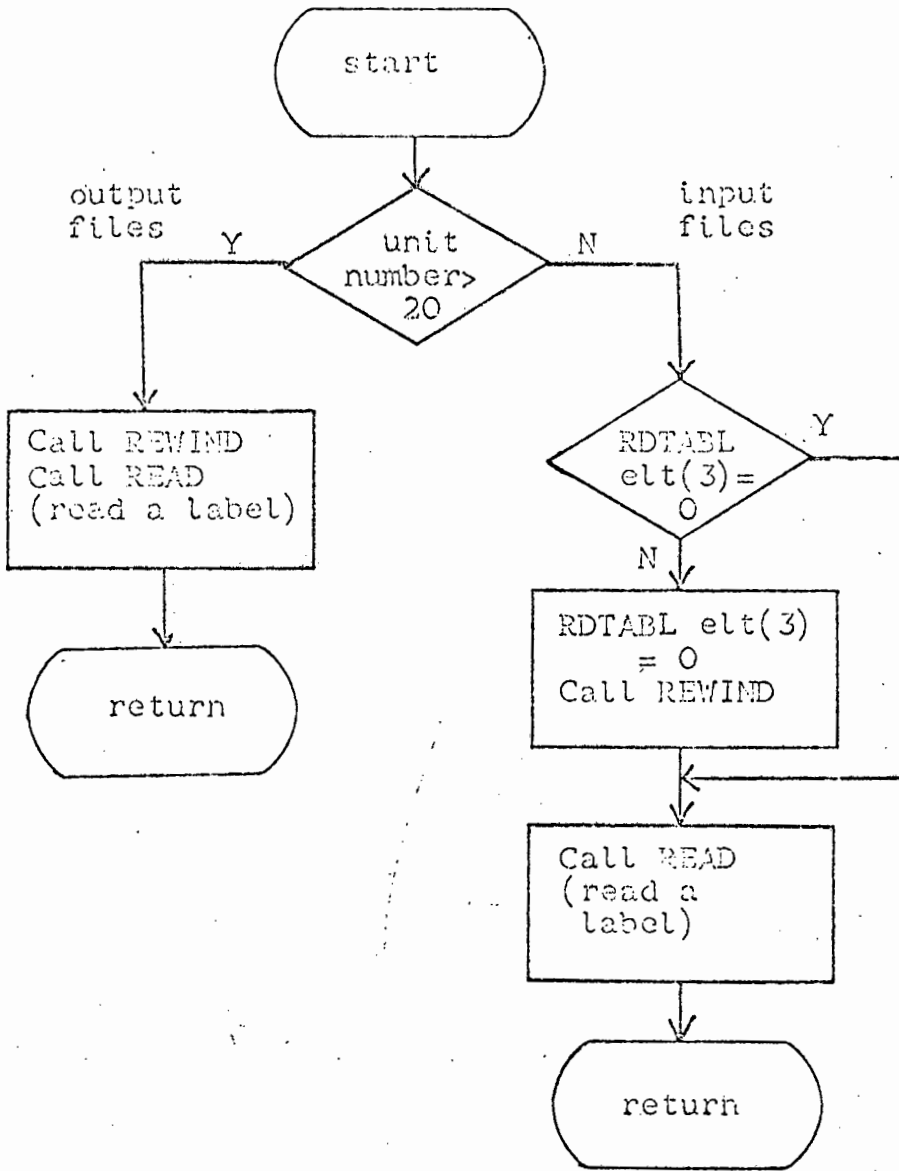 start
output
files
Y
unit
number>
20
N
input
files
Call REWIND
Call READ
(read a label)
return
RDTABL
elt(3)=
0
Y
N
RDTABL elt(3)
= 0
Call REWIND
Call READ
(read a
label)
return